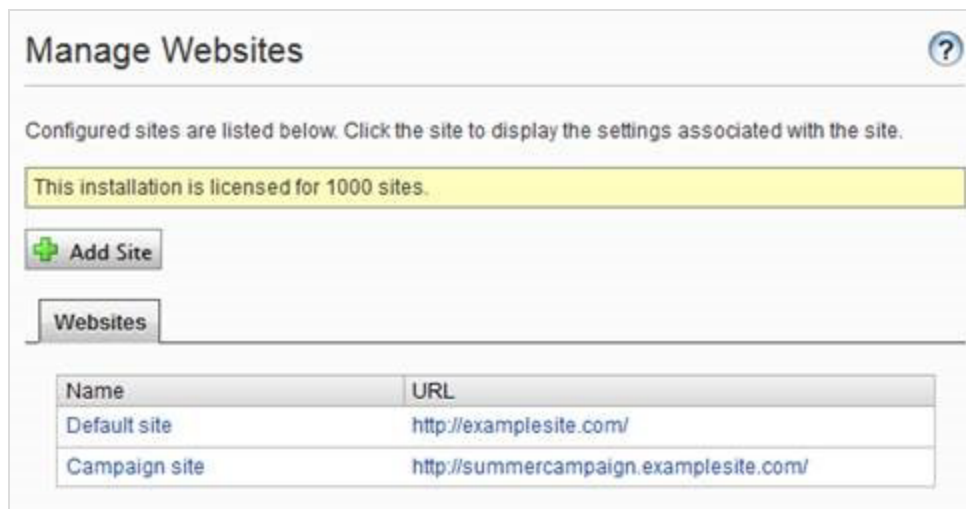 Manage Websites
?
Configured sites are listed below. Click the site to display the settings associated with the site.
This installation is licensed for 1000 sites.
Add Site
Websites
Name URL
Default site http://examplesite.com/
Campaign site http://summercampaign.examplesite.com/